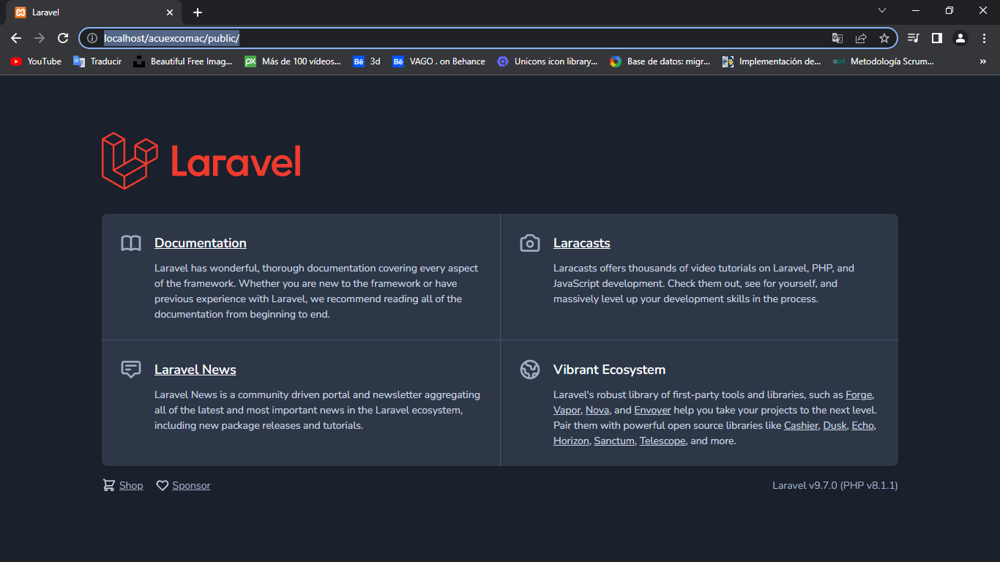 Laravel
localhost/acuexcomac/public/
YouTube
Traducir
Beautiful Free Imag...
Más de 100 vídeos...
Bē 3d
Bē VAGO . on Behance
Unicons icon library...
Base de datos: migr...
Implementación de...
apd Metodología Scrum...
Laravel
Documentation
Laravel has wonderful, thorough documentation covering every aspect
of the framework. Whether you are new to the framework or have
previous experience with Laravel, we recommend reading all of the
documentation from beginning to end.
Laracasts
Laracasts offers thousands of video tutorials on Laravel, PHP, and
JavaScript development. Check them out, see for yourself, and
massively level up your development skills in the process.
Laravel News
Laravel News is a community driven portal and newsletter aggregating
all of the latest and most important news in the Laravel ecosystem,
including new package releases and tutorials.
Vibrant Ecosystem
Laravel's robust library of first-party tools and libraries, such as Forge,
Vapor, Nova, and Envoyer help you take your projects to the next level.
Pair them with powerful open source libraries like Cashier, Dusk, Echo,
Horizon, Sanctum, Telescope, and more.
Shop
Sponsor
Laravel v9.7.0 (PHP v8.1.1)